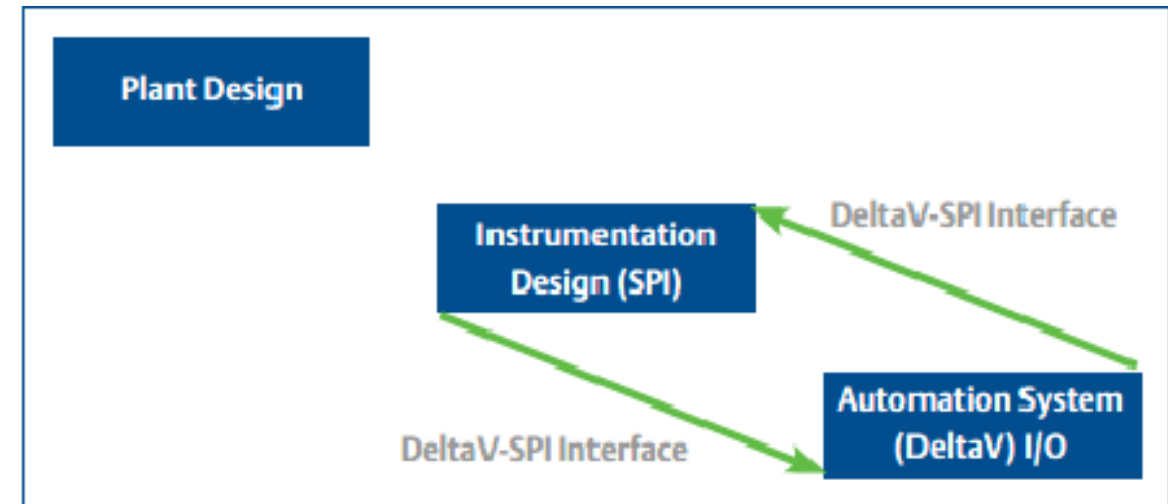 Plant Design
Instrumentation
Design (SPI)
DeltaV-SPI Interface
Automation System
(DeltaV) I/O
DeltaV-SPI Interface